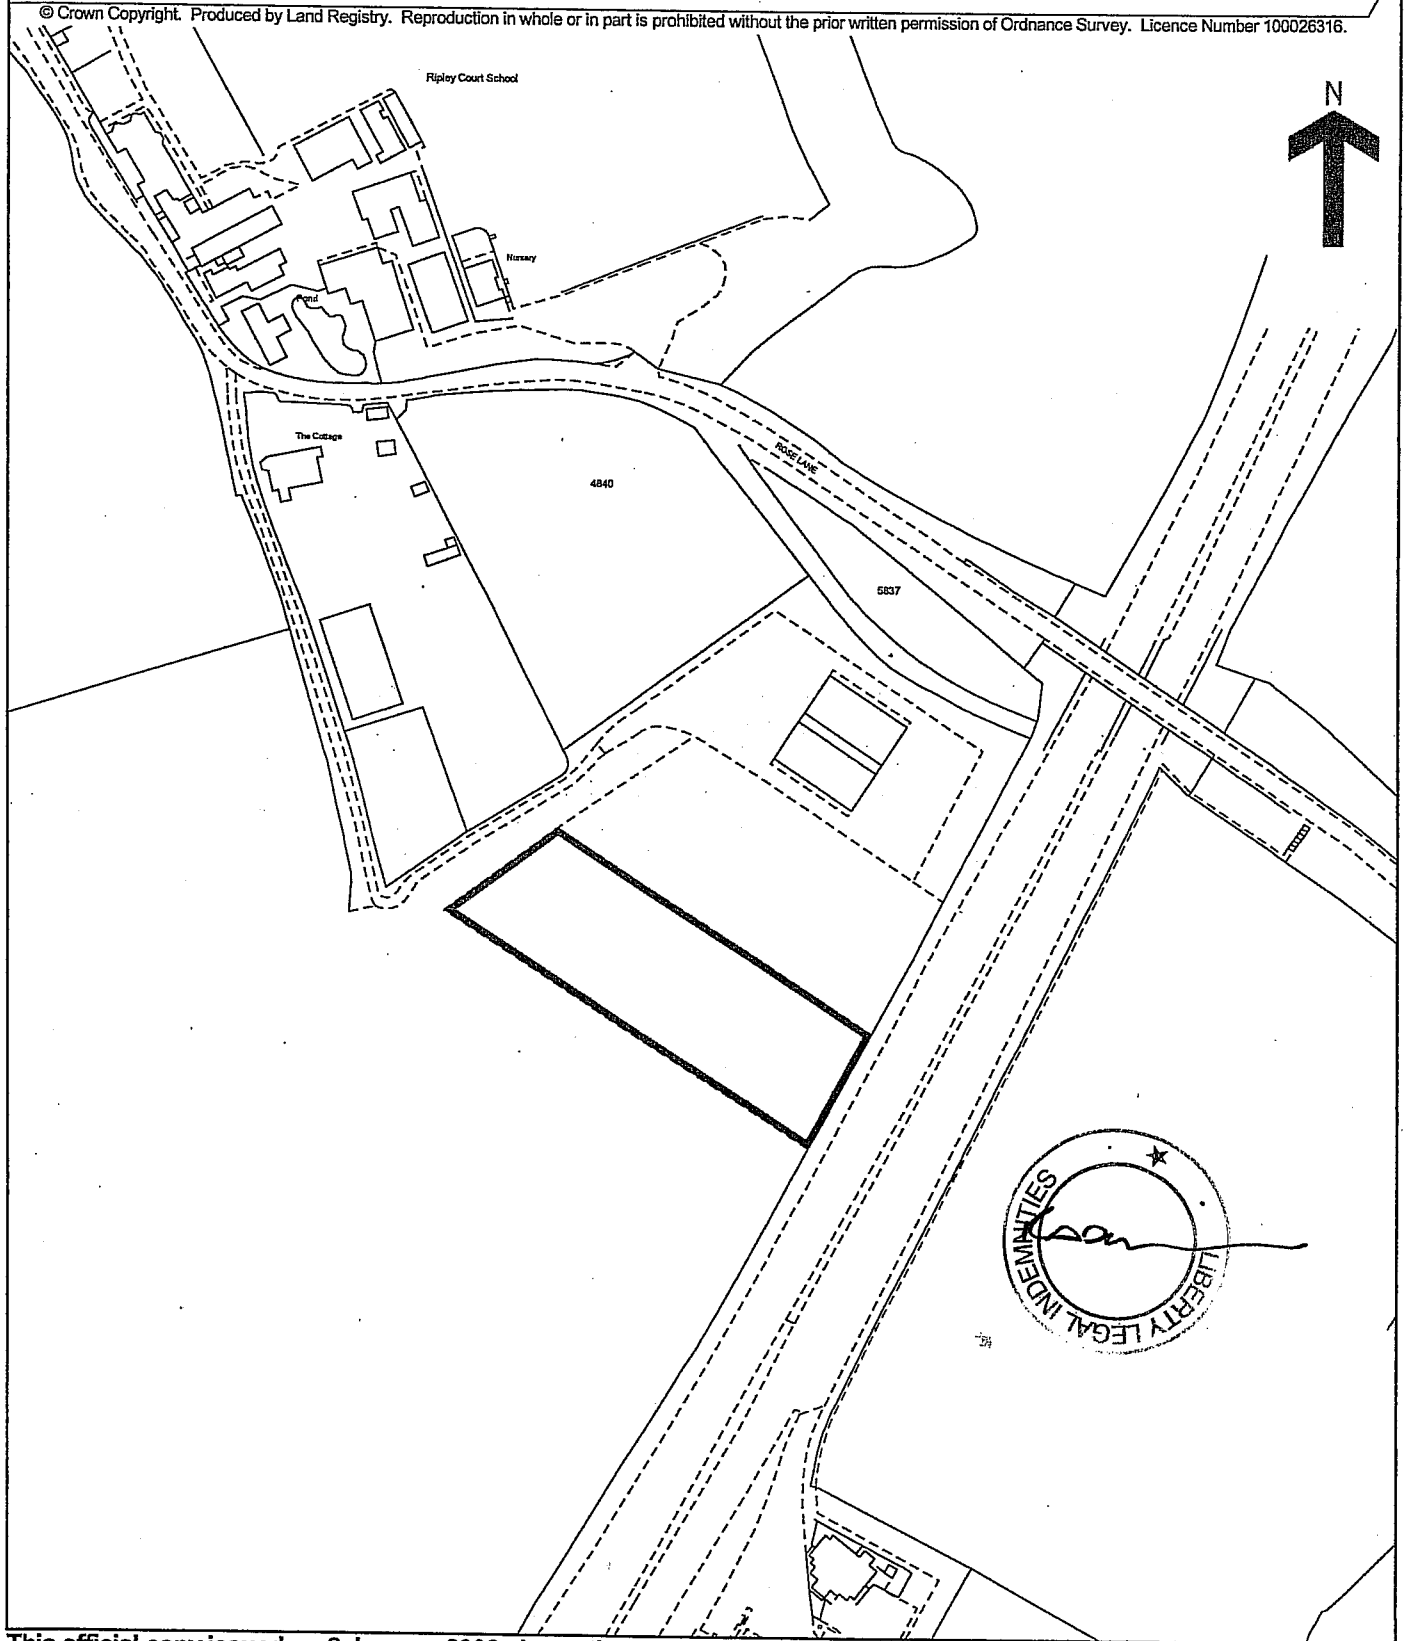 © Crown Copyright. Produced by Land Registry. Reproduction in whole or in part is prohibited without the prior written permission of Ordnance Survey. Licence Number 100026316.
N
Ripley Court School
Nursery
Pond
The Cottage
ROSE LANE
4840
5837
LIBERTY LEGAL INDEMNITIES
This official copy issued on